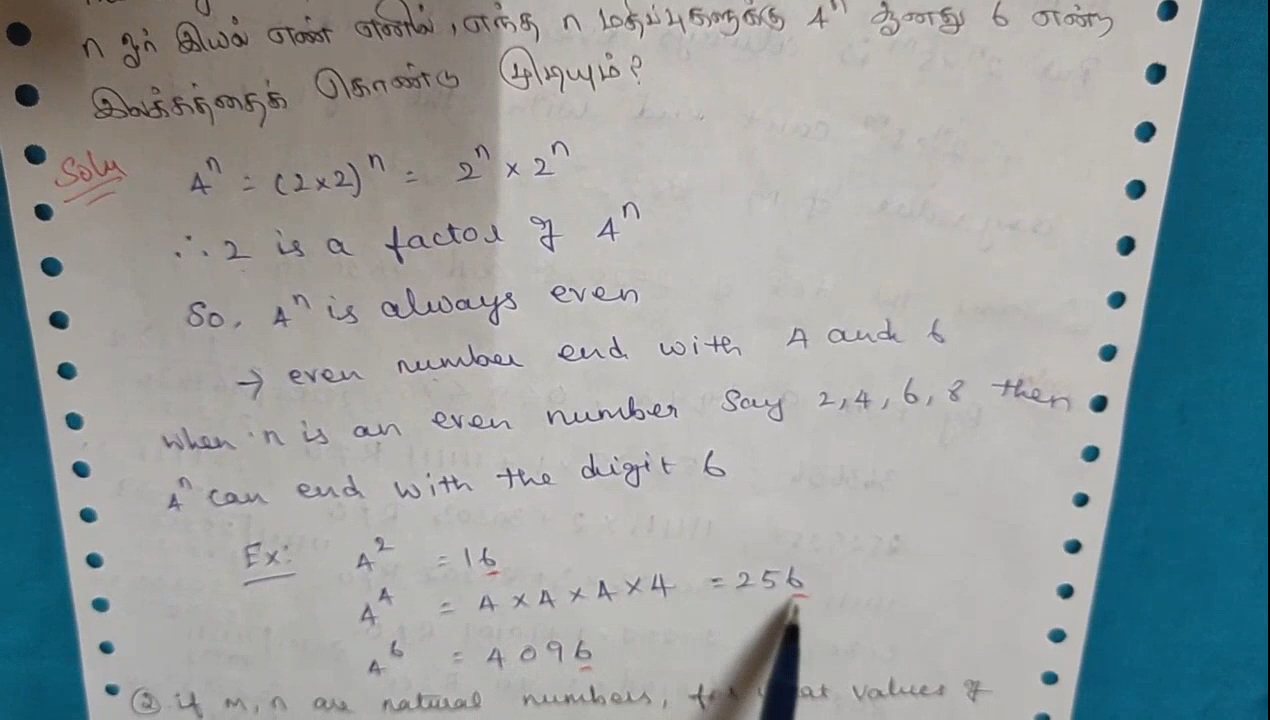 n ஓர் இயல் எண் எனில், எந்த n மதிப்புகளுக்கு 4ⁿ ஆனது 6 என்ற
இலக்கத்தைக் கொண்டு முடியும்?
Solu
4ⁿ = (2×2)ⁿ = 2ⁿ × 2ⁿ
∴ 2 is a factor of 4ⁿ
So, 4ⁿ is always even
→ even number end with 4 and 6
when n is an even number say 2,4,6,8 then
4ⁿ can end with the digit 6
Ex: 4² = 16
4⁴ = 4×4×4×4 = 256
4⁶ = 4096
② if m,n are natural numbers, values of